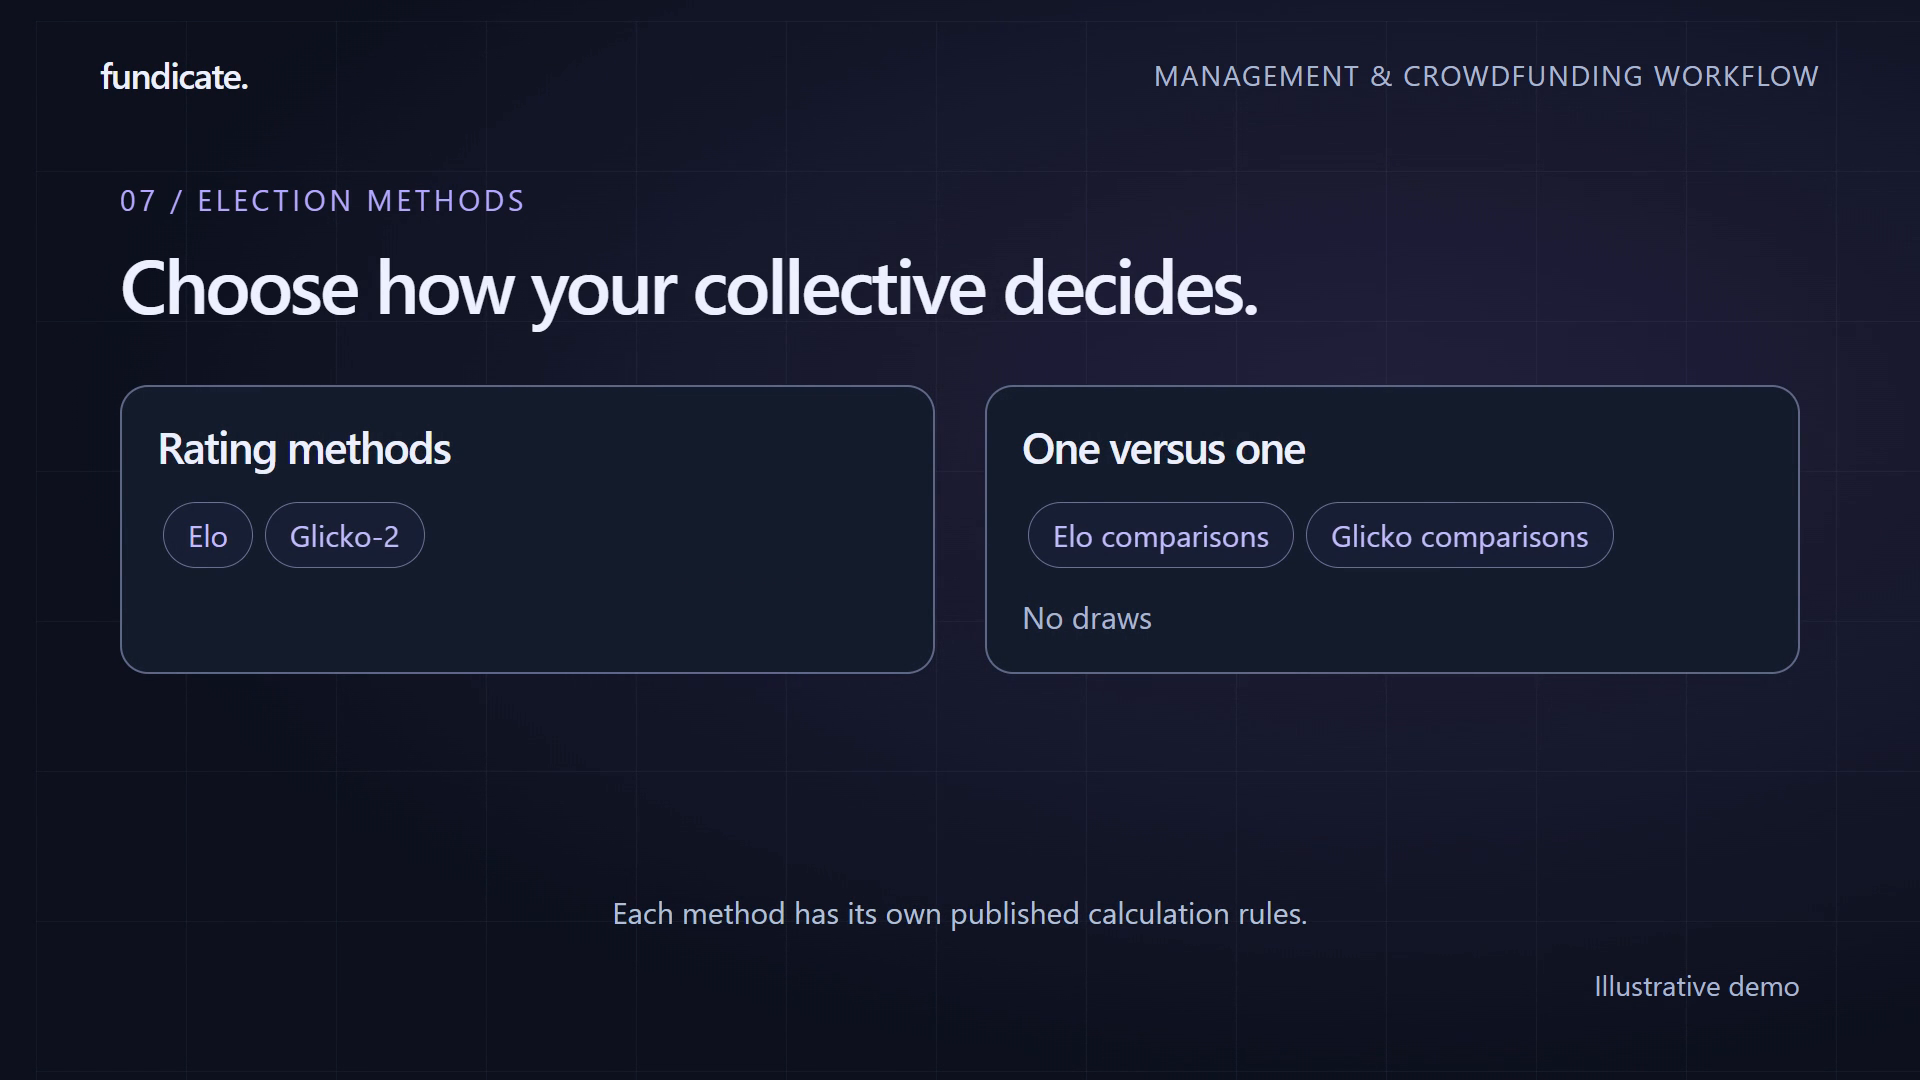 fundicate.
MANAGEMENT & CROWDFUNDING WORKFLOW
07 / ELECTION METHODS
Choose how your collective decides.
Rating methods
Elo
Glicko-2
One versus one
Elo comparisons
Glicko comparisons
No draws
Each method has its own published calculation rules.
Illustrative demo